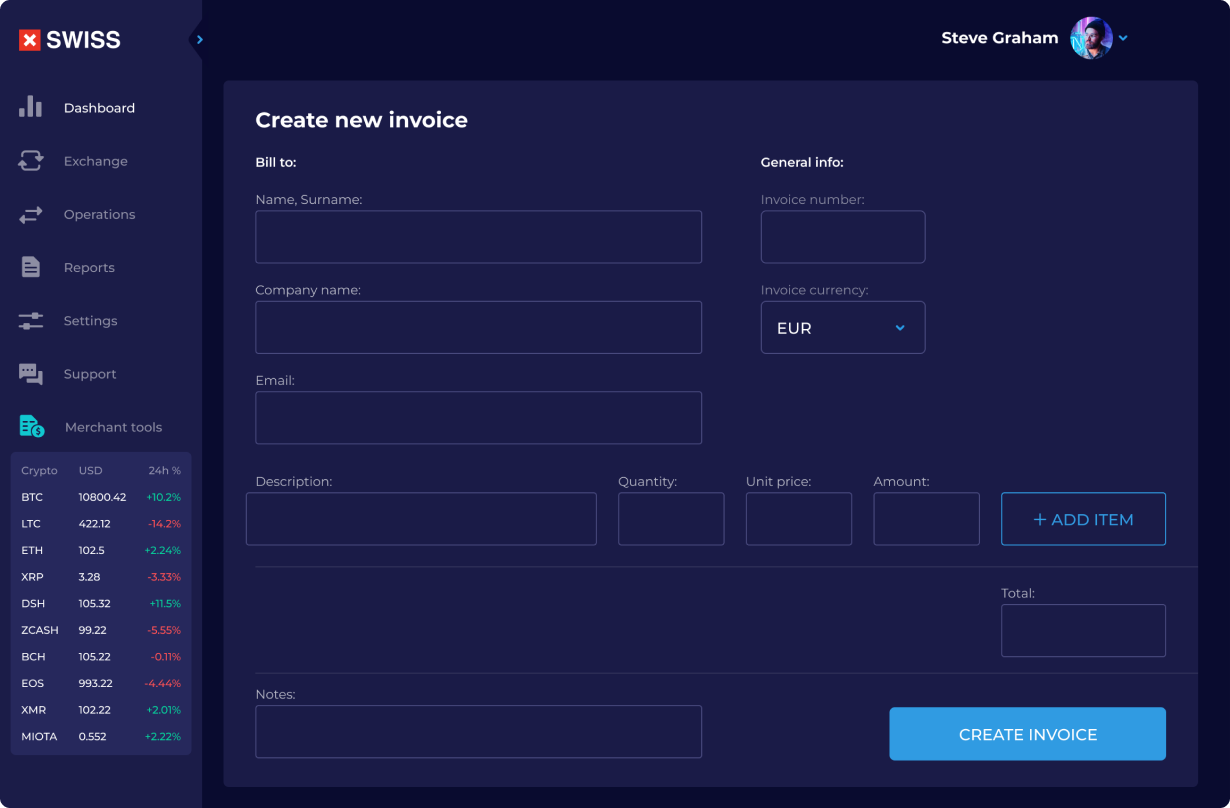 SWISS
Steve Graham
Dashboard
Exchange
Operations
Reports
Settings
Support
Merchant tools
Crypto USD 24h %
BTC 10800.42 +10.2%
LTC 422.12 -14.2%
ETH 102.5 +2.24%
XRP 3.28 -3.33%
DSH 105.32 +11.5%
ZCASH 99.22 -5.55%
BCH 105.22 -0.11%
EOS 993.22 -4.44%
XMR 102.22 +2.01%
MIOTA 0.552 +2.22%
Create new invoice
Bill to:
Name, Surname:
Company name:
Email:
General info:
Invoice number:
Invoice currency:
EUR
Description: Quantity: Unit price: Amount:
+ ADD ITEM
Total:
Notes:
CREATE INVOICE